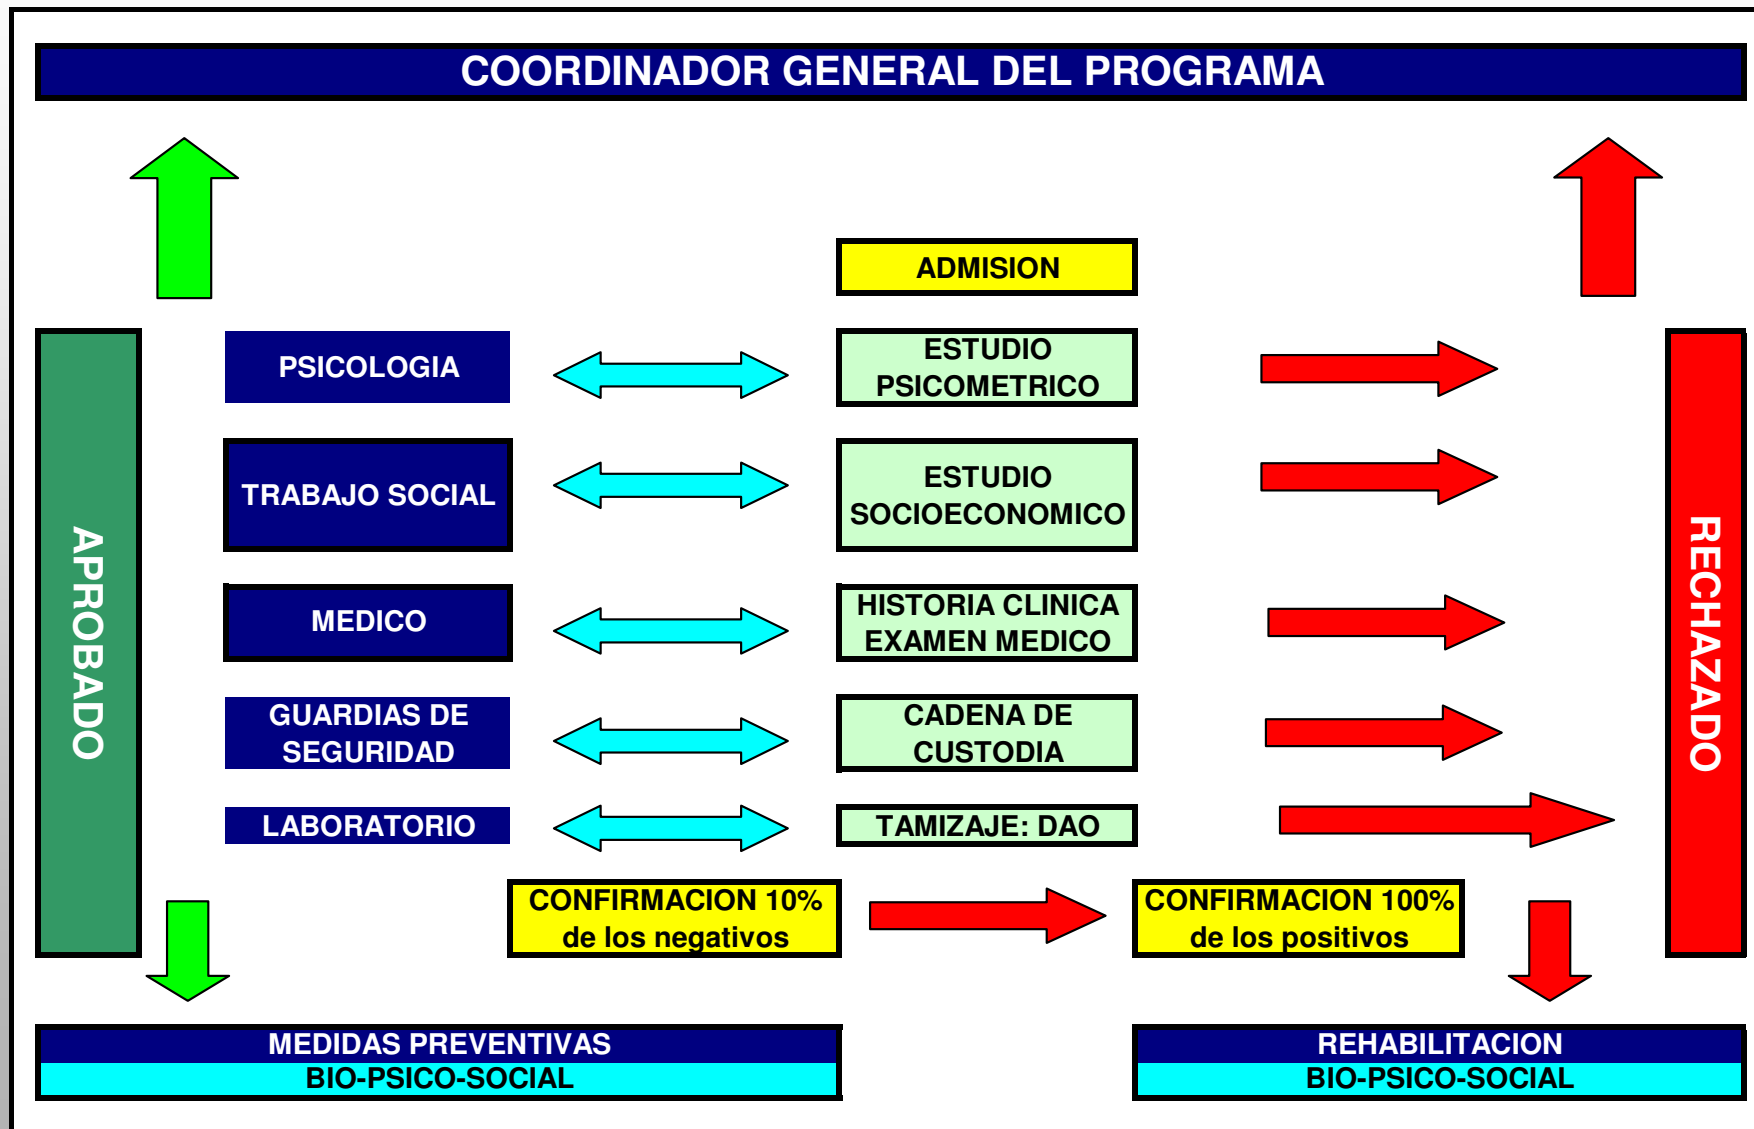 COORDINADOR GENERAL DEL PROGRAMA
ADMISION
PSICOLOGIA
ESTUDIO
PSICOMETRICO
TRABAJO SOCIAL
ESTUDIO
SOCIOECONOMICO
MEDICO
HISTORIA CLINICA
EXAMEN MEDICO
GUARDIAS DE
SEGURIDAD
CADENA DE
CUSTODIA
LABORATORIO
TAMIZAJE: DAO
APROBADO
RECHAZADO
CONFIRMACION 10%
de los negativos
CONFIRMACION 100%
de los positivos
MEDIDAS PREVENTIVAS
BIO-PSICO-SOCIAL
REHABILITACION
BIO-PSICO-SOCIAL